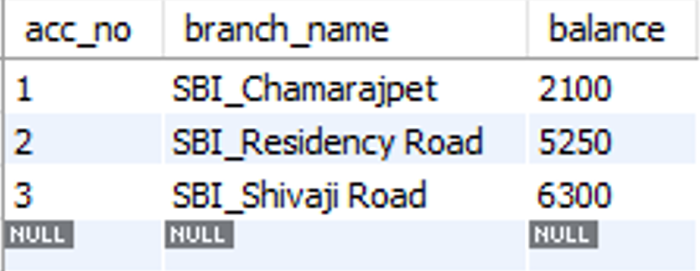 acc_no branch_name balance
1 SBI_Chamarajpet 2100
2 SBI_Residency Road 5250
3 SBI_Shivaji Road 6300
NULL NULL NULL